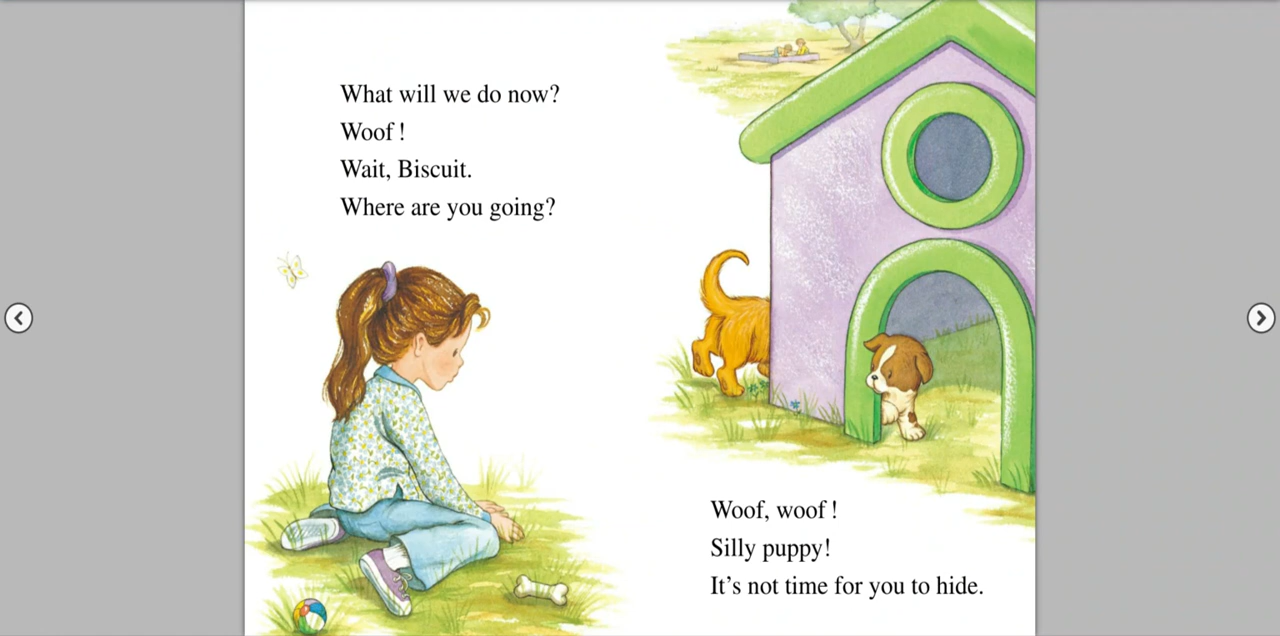 What will we do now?
Woof !
Wait, Biscuit.
Where are you going?
Woof, woof !
Silly puppy!
It’s not time for you to hide.